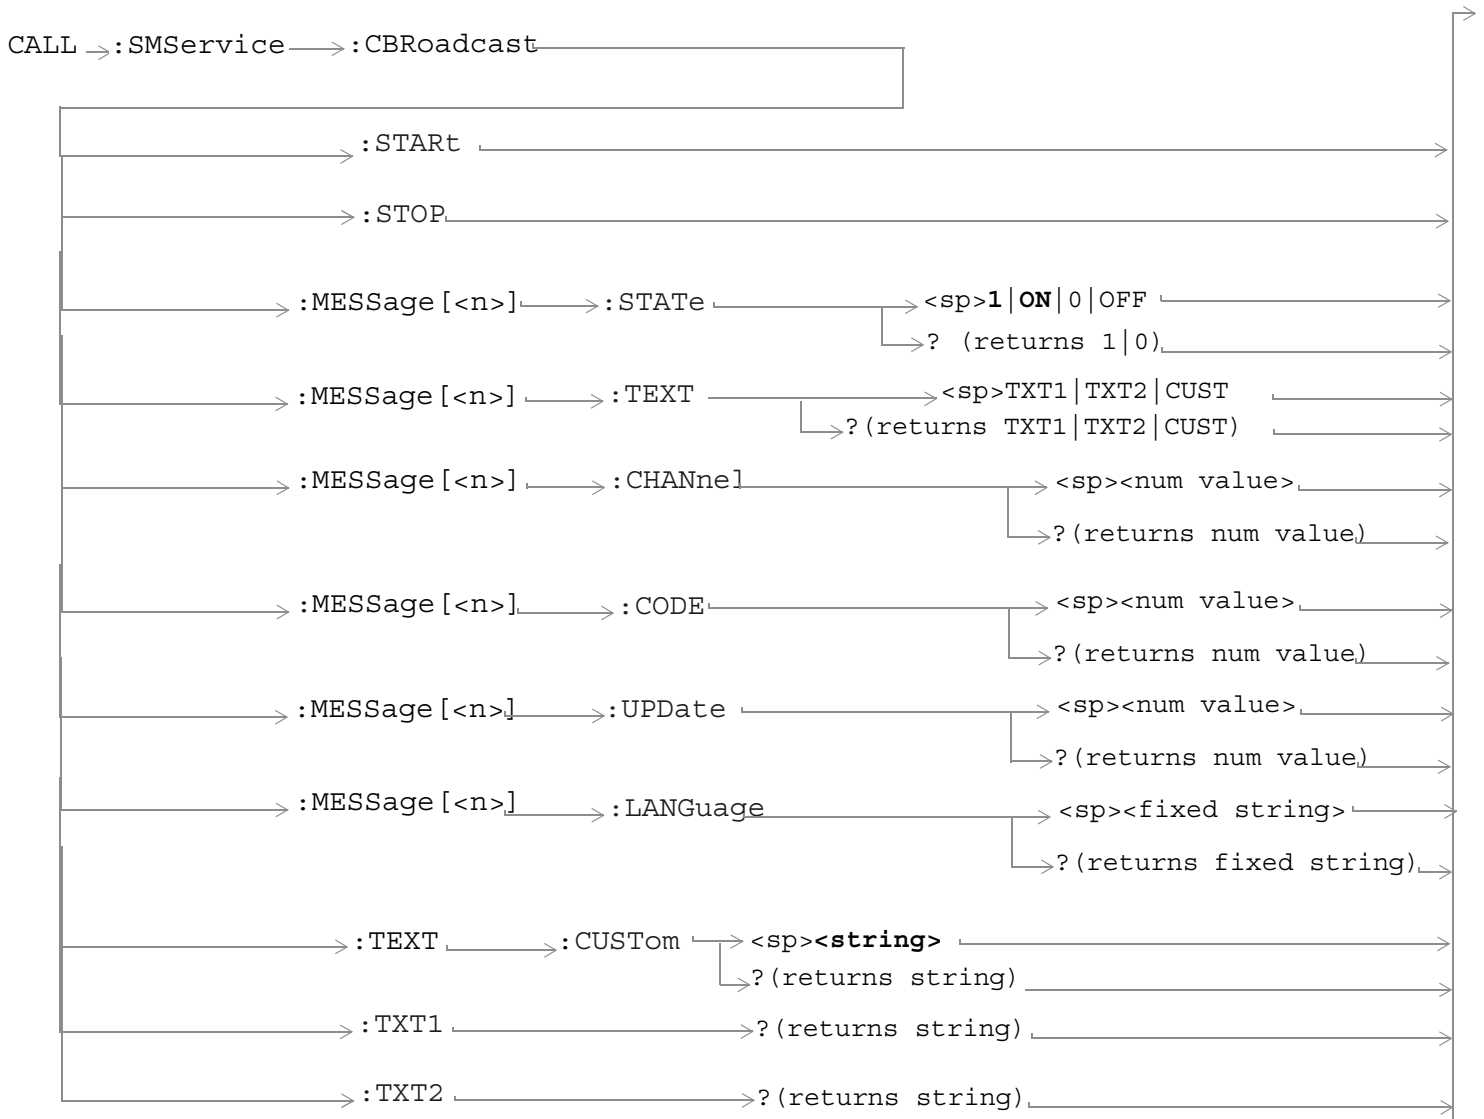 CALL :SMService :CBRoadcast
:STARt
:STOP
:MESSage[<n>] :STATe <sp>1|ON|0|OFF
? (returns 1|0)
:MESSage[<n>] :TEXT <sp>TXT1|TXT2|CUST
?(returns TXT1|TXT2|CUST)
:MESSage[<n>] :CHANnel <sp><num value>
?(returns num value)
:MESSage[<n>] :CODE <sp><num value>
?(returns num value)
:MESSage[<n>] :UPDate <sp><num value>
?(returns num value)
:MESSage[<n>] :LANGuage <sp><fixed string>
?(returns fixed string)
:TEXT :CUSTom <sp><string>
?(returns string)
:TXT1 ?(returns string)
:TXT2 ?(returns string)